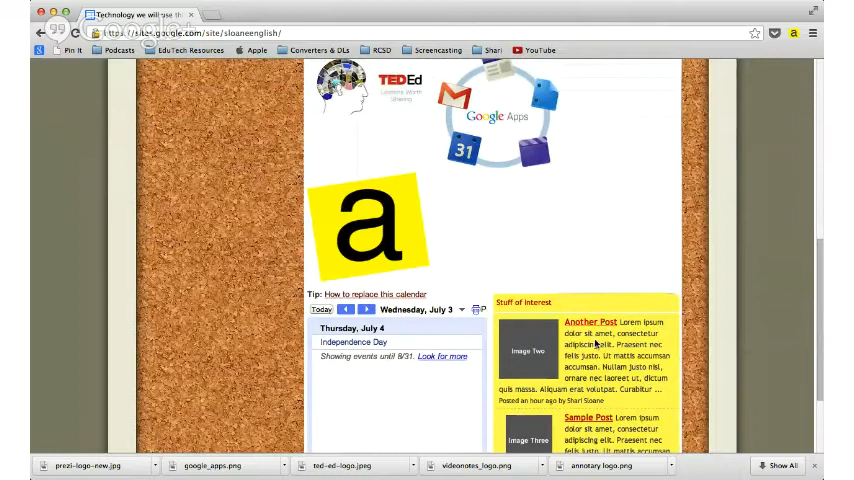 Technology we will use th
Google+
https://sites.google.com/site/sloaneenglish/
a
Pin It
Podcasts
EduTech Resources
Apple
Converters & DLs
RCSD
Screencasting
Shari
YouTube
TEDEd
Lessons Worth
Sharing
Google Apps
31
a
Tip: How to replace this calendar
Today
Wednesday, July 3
P
Thursday, July 4
Independence Day
Showing events until 8/31. Look for more
Stuff of Interest
Image Two
Another Post Lorem ipsum
dolor sit amet, consectetur
adipiscing elit. Praesent nec
felis justo. Ut mattis accumsan
accumsan. Nullam justo nisl,
ornare nec laoreet ut, dictum
quis massa. Aliquam erat volutpat. Curabitur ...
Posted an hour ago by Shari Sloane
Image Three
Sample Post Lorem ipsum
dolor sit amet, consectetur
adipiscing elit. Praesent nec
felis justo. Ut mattis accumsan
prezi-logo-new.jpg
google_apps.png
ted-ed-logo.jpeg
videonotes_logo.png
annotary logo.png
Show All